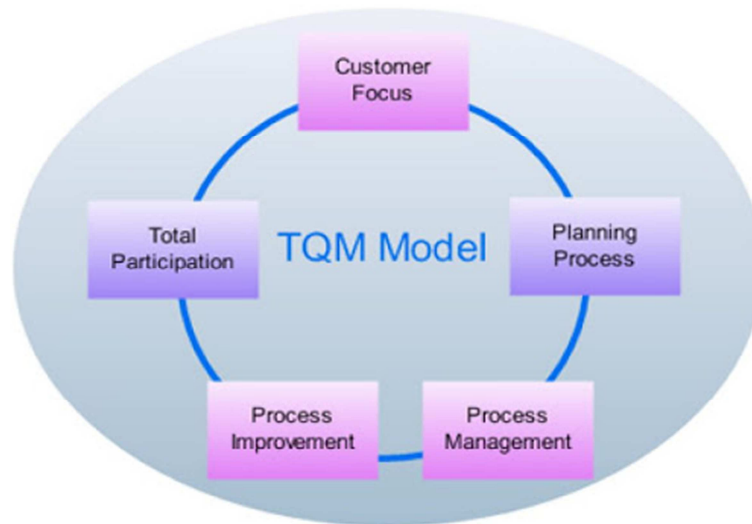 Customer
Focus
Total
Participation
TQM Model
Planning
Process
Process
Improvement
Process
Management